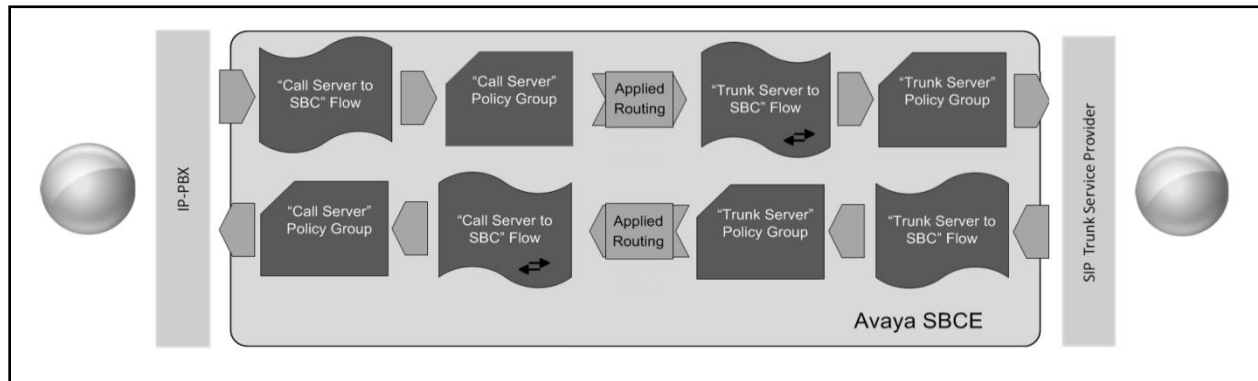 IP-PBX
“Call Server to
SBC” Flow
“Call Server”
Policy Group
Applied
Routing
“Trunk Server to
SBC” Flow
“Trunk Server”
Policy Group
“Call Server”
Policy Group
“Call Server to
SBC” Flow
Applied
Routing
“Trunk Server”
Policy Group
“Trunk Server to
SBC” Flow
Avaya SBCE
SIP Trunk Service Provider